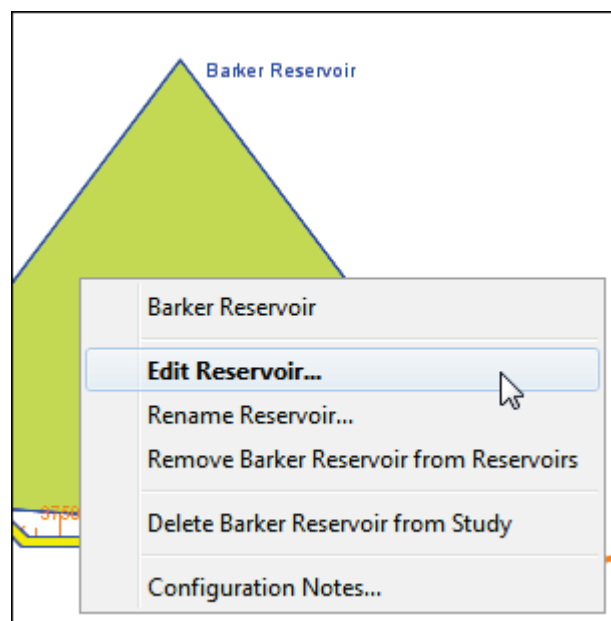 Barker Reservoir
Barker Reservoir
Edit Reservoir...
Rename Reservoir...
Remove Barker Reservoir from Reservoirs
Delete Barker Reservoir from Study
Configuration Notes...